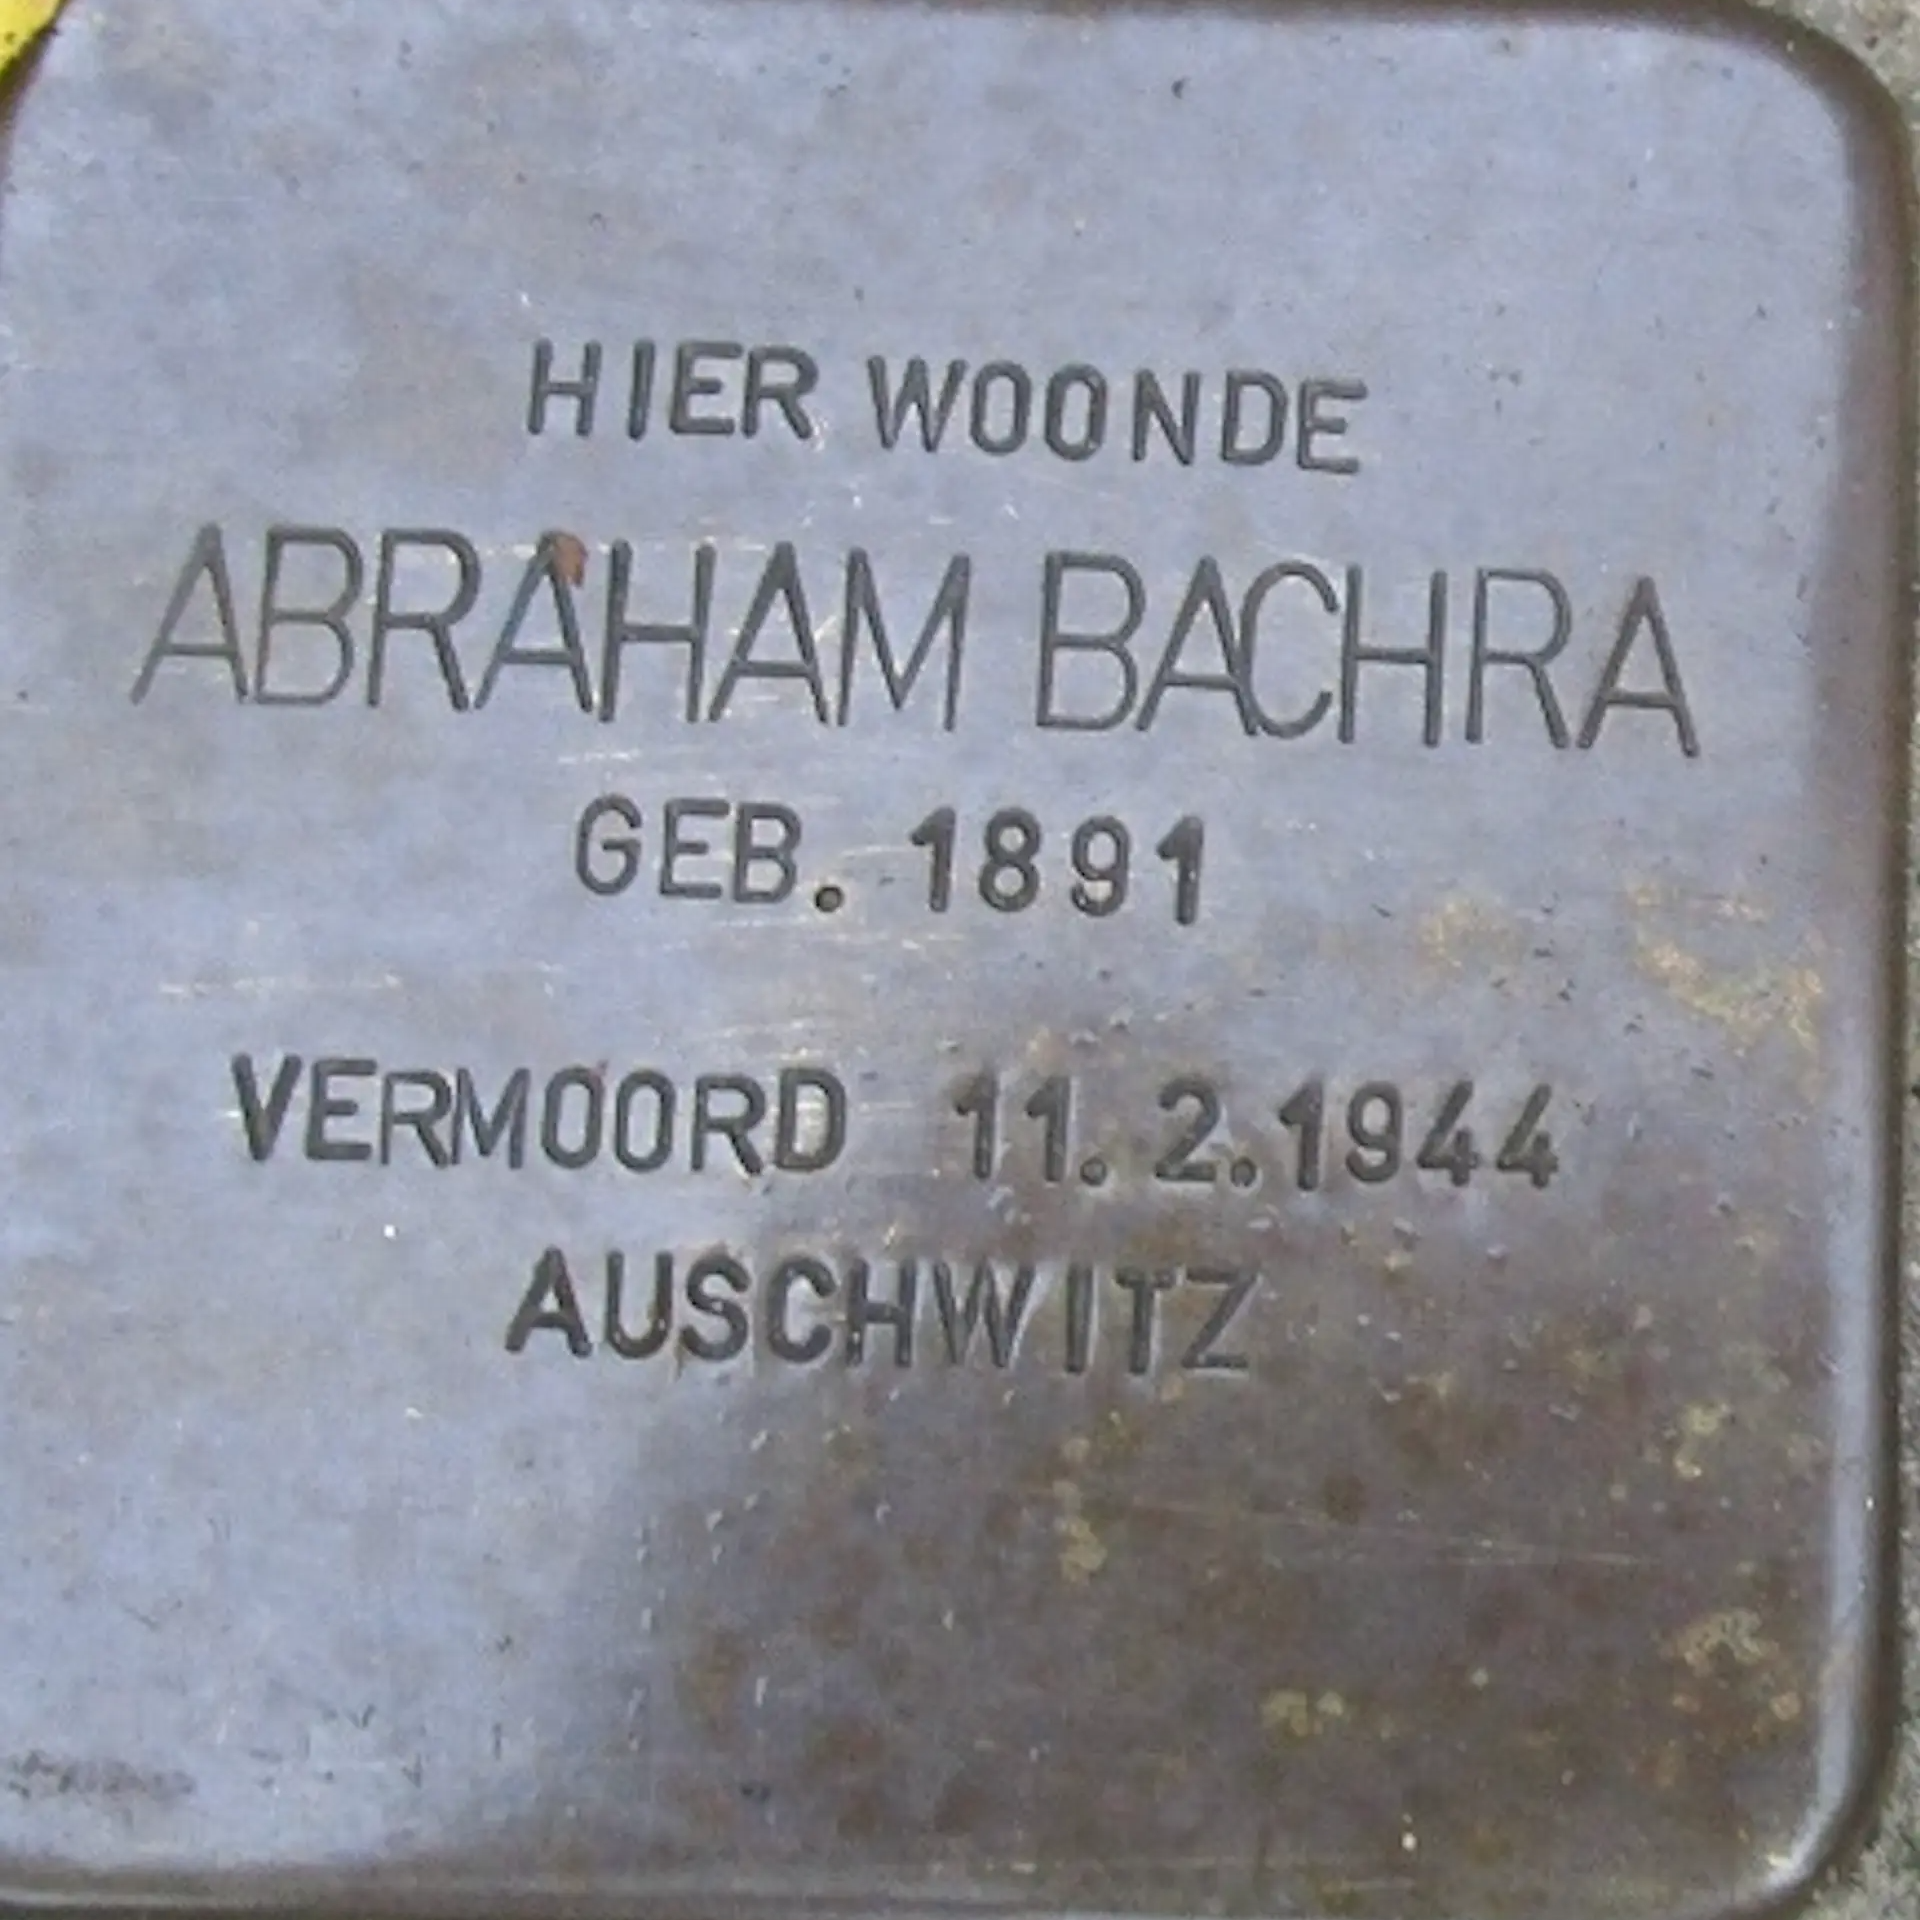 HIER WOONDE
ABRAHAM BACHRA
GEB. 1891
VERMOORD 11.2.1944
AUSCHWITZ